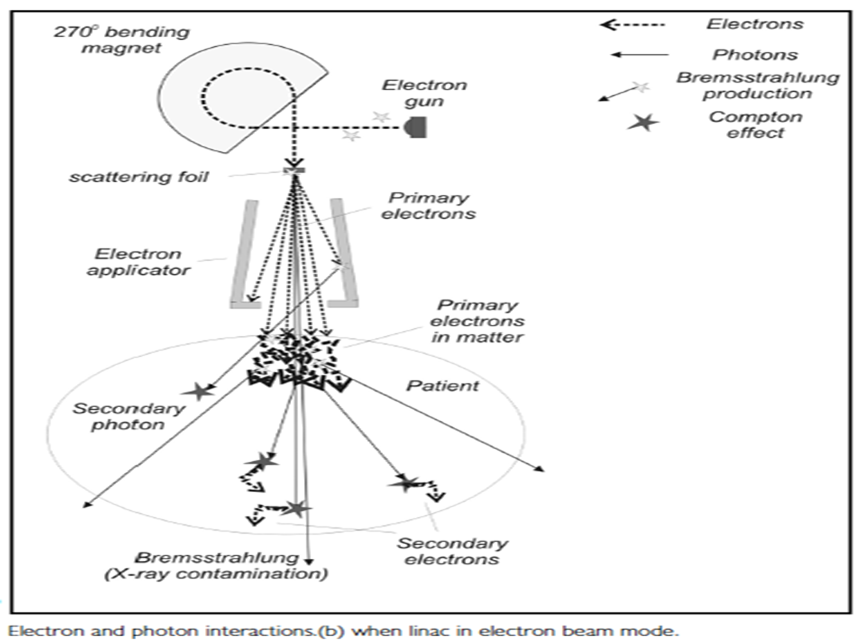 270° bending
magnet
Electron
gun
scattering foil
Primary
electrons
Electron
applicator
Primary
electrons
in matter
Patient
Secondary
photon
Secondary
electrons
Bremsstrahlung
(X-ray contamination)
Electrons
Photons
Bremsstrahlung
production
Compton
effect
Electron and photon interactions.(b) when linac in electron beam mode.